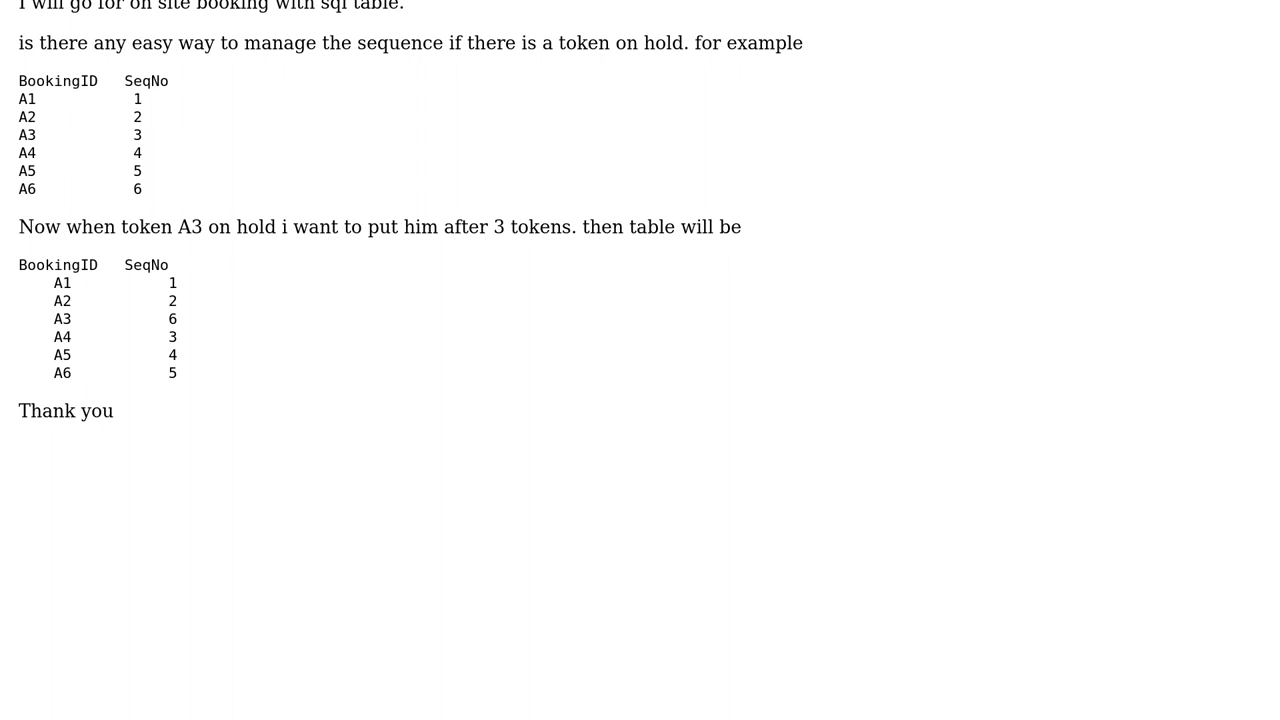 I will go for on site booking with sql table.
is there any easy way to manage the sequence if there is a token on hold. for example
BookingID   SeqNo
A1           1
A2           2
A3           3
A4           4
A5           5
A6           6
Now when token A3 on hold i want to put him after 3 tokens. then table will be
BookingID   SeqNo
    A1           1
    A2           2
    A3           6
    A4           3
    A5           4
    A6           5
Thank you